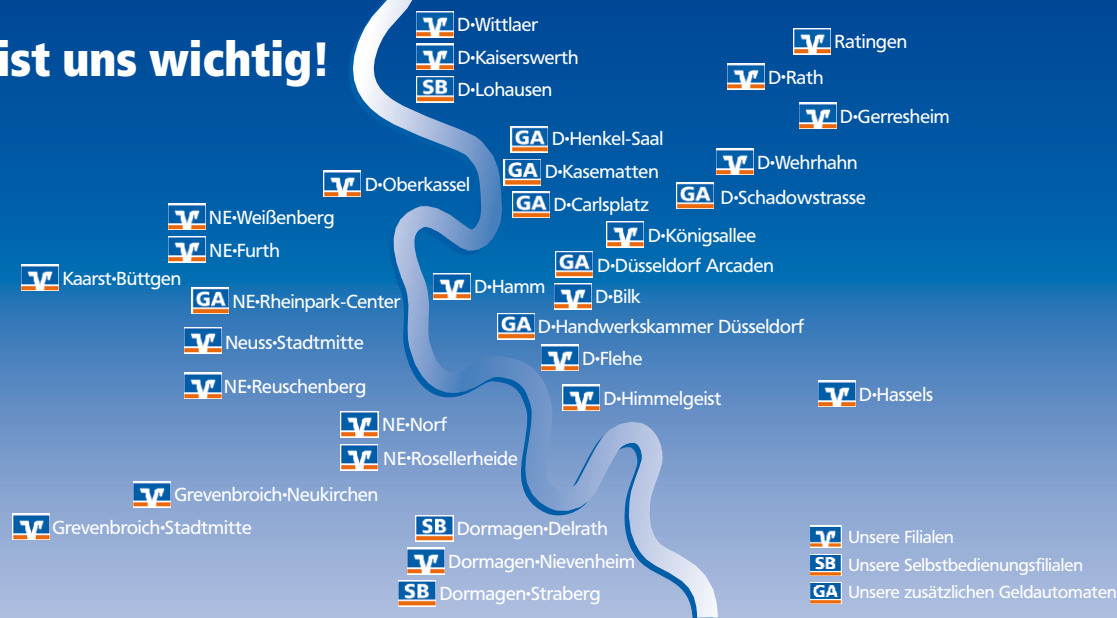 ist uns wichtig!
D•Wittlaer
D•Kaiserswerth
SB D•Lohausen
Ratingen
D•Rath
D•Gerresheim
GA D•Henkel-Saal
D•Wehrhahn
GA D•Kasematten
D•Oberkassel
GA D•Schadowstrasse
GA D•Carlsplatz
NE•Weißenberg
D•Königsallee
NE•Furth
GA D•Düsseldorf Arcaden
Kaarst•Büttgen
D•Hamm
D•Bilk
GA NE•Rheinpark-Center
GA D•Handwerkskammer Düsseldorf
Neuss•Stadtmitte
D•Flehe
NE•Reuschenberg
D•Himmelgeist
D•Hassels
NE•Norf
NE•Rosellerheide
Grevenbroich•Neukirchen
Grevenbroich•Stadtmitte
SB Dormagen•Delrath
Dormagen•Nievenheim
SB Dormagen•Straberg
Unsere Filialen
SB Unsere Selbstbedienungsfilialen
GA Unsere zusätzlichen Geldautomaten